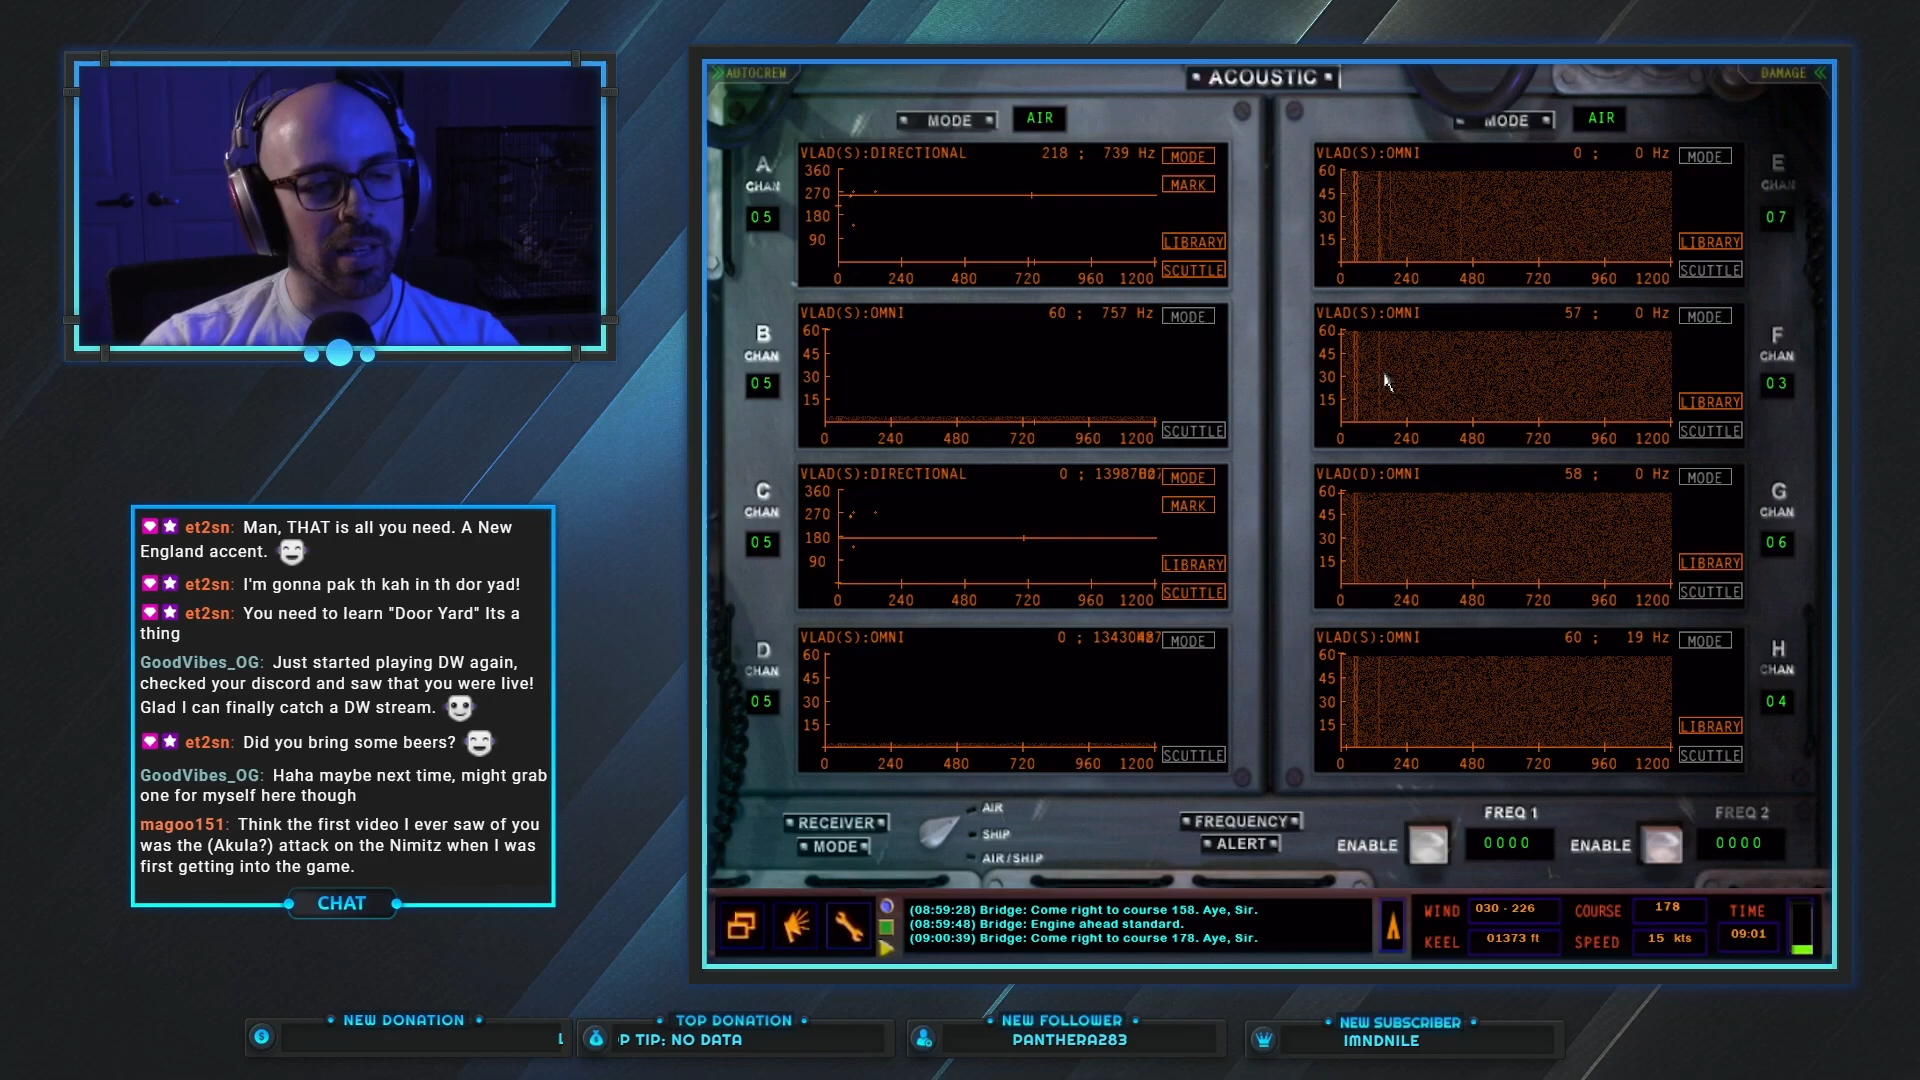 AUTOCREW
ACOUSTIC
DAMAGE
MODE AIR
MODE AIR
A
CHAN
05
VLAD(S):DIRECTIONAL 218 ; 739 Hz
MODE
MARK
LIBRARY
SCUTTLE
360
270
180
90
0 240 480 720 960 1200
B
CHAN
05
VLAD(S):OMNI 60 ; 757 Hz
MODE
SCUTTLE
60
45
30
15
0 240 480 720 960 1200
C
CHAN
05
VLAD(S):DIRECTIONAL 0 ;
MODE
MARK
LIBRARY
SCUTTLE
360
270
180
90
0 240 480 720 960 1200
D
CHAN
05
VLAD(S):OMNI 0 ;
MODE
SCUTTLE
60
45
30
15
0 240 480 720 960 1200
E
CHAN
07
VLAD(S):OMNI 0 ; 0 Hz
MODE
LIBRARY
SCUTTLE
60
45
30
15
0 240 480 720 960 1200
F
CHAN
03
VLAD(S):OMNI 57 ; 0 Hz
MODE
LIBRARY
SCUTTLE
60
45
30
15
0 240 480 720 960 1200
G
CHAN
06
VLAD(D):OMNI 58 ; 0 Hz
MODE
LIBRARY
SCUTTLE
60
45
30
15
0 240 480 720 960 1200
H
CHAN
04
VLAD(S):OMNI 60 ; 19 Hz
MODE
LIBRARY
SCUTTLE
60
45
30
15
0 240 480 720 960 1200
RECEIVER
MODE
AIR
SHIP
AIR/SHIP
FREQUENCY
ALERT
FREQ 1
ENABLE 0000
FREQ 2
ENABLE 0000
(08:59:28) Bridge: Come right to course 158. Aye, Sir.
(08:59:48) Bridge: Engine ahead standard.
(09:00:39) Bridge: Come right to course 178. Aye, Sir.
WIND 030 - 226 COURSE 178 TIME
KEEL 01373 ft SPEED 15 kts 09:01
et2sn: Man, THAT is all you need. A New
England accent.
et2sn: I'm gonna pak th kah in th dor yad!
et2sn: You need to learn "Door Yard" Its a
thing
GoodVibes_OG: Just started playing DW again,
checked your discord and saw that you were live!
Glad I can finally catch a DW stream.
et2sn: Did you bring some beers?
GoodVibes_OG: Haha maybe next time, might grab
one for myself here though
magoo151: Think the first video I ever saw of you
was the (Akula?) attack on the Nimitz when I was
first getting into the game.
CHAT
NEW DONATION
TOP DONATION
P TIP: NO DATA
NEW FOLLOWER
PANTHERA283
NEW SUBSCRIBER
IMNDNILE